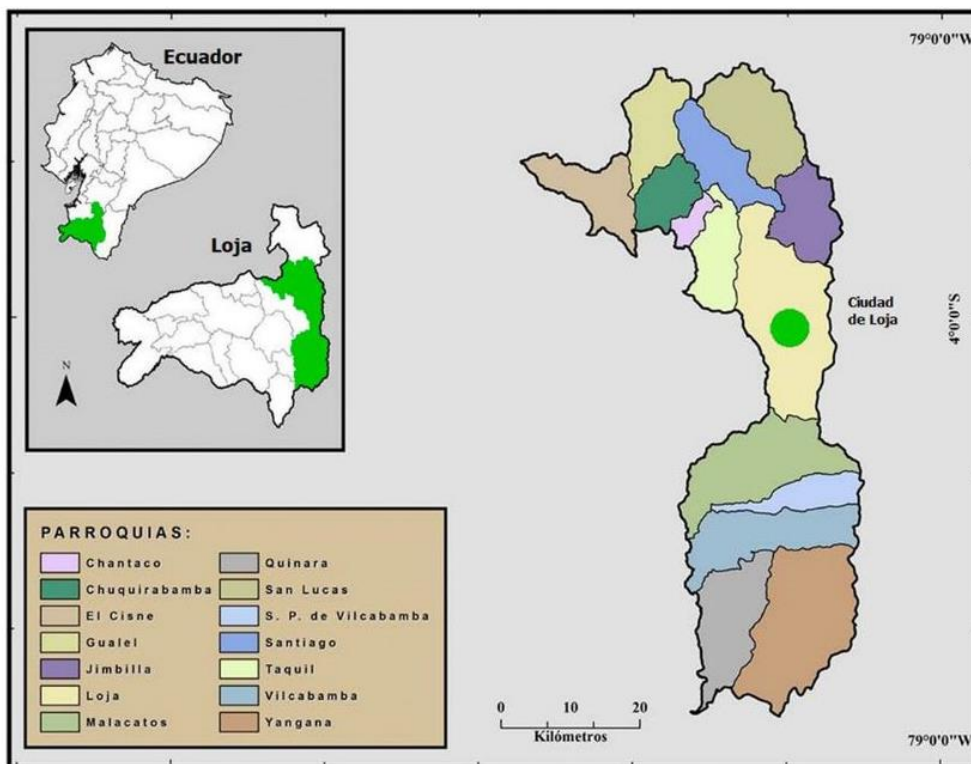 79°0'0"W
Ecuador
Loja
N
Ciudad
de Loja
4°0'0"S
PARROQUIAS:
Chantaco
Chuquirabamba
El Cisne
Gualel
Jimbilla
Loja
Malacatos
Quinara
San Lucas
S. P. de Vilcabamba
Santiago
Taquil
Vilcabamba
Yangana
0 10 20
Kilómetros
79°0'0"W